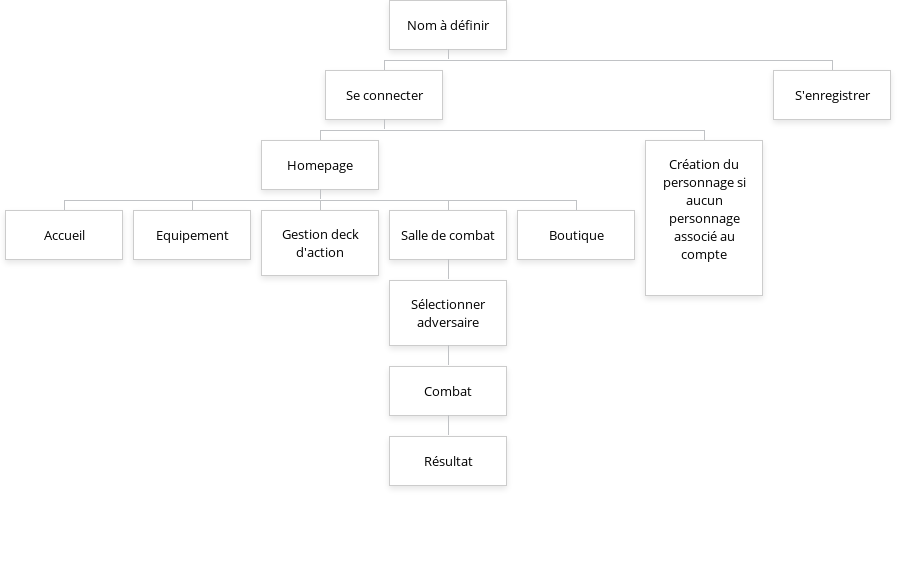 Nom à définir
Se connecter
S'enregistrer
Homepage
Création du
personnage si
aucun
personnage
associé au
compte
Accueil
Equipement
Gestion deck
d'action
Salle de combat
Boutique
Sélectionner
adversaire
Combat
Résultat